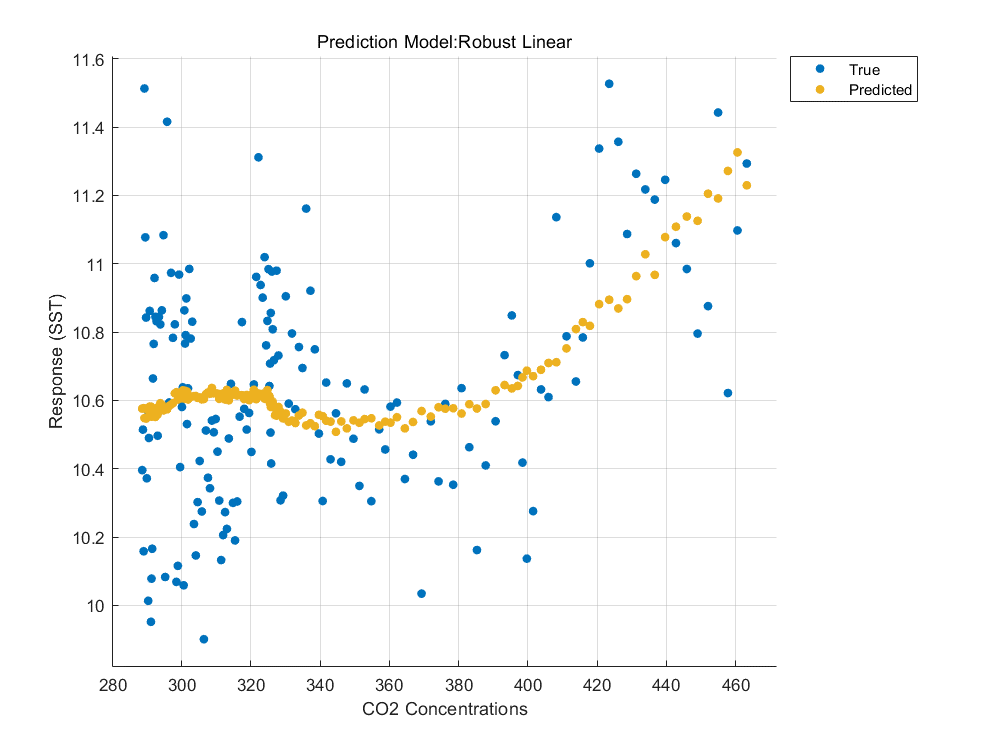 Prediction Model:Robust Linear
11.6
11.4
11.2
11
10.8
10.6
10.4
10.2
10
Response (SST)
280 300 320 340 360 380 400 420 440 460
CO2 Concentrations
True
Predicted